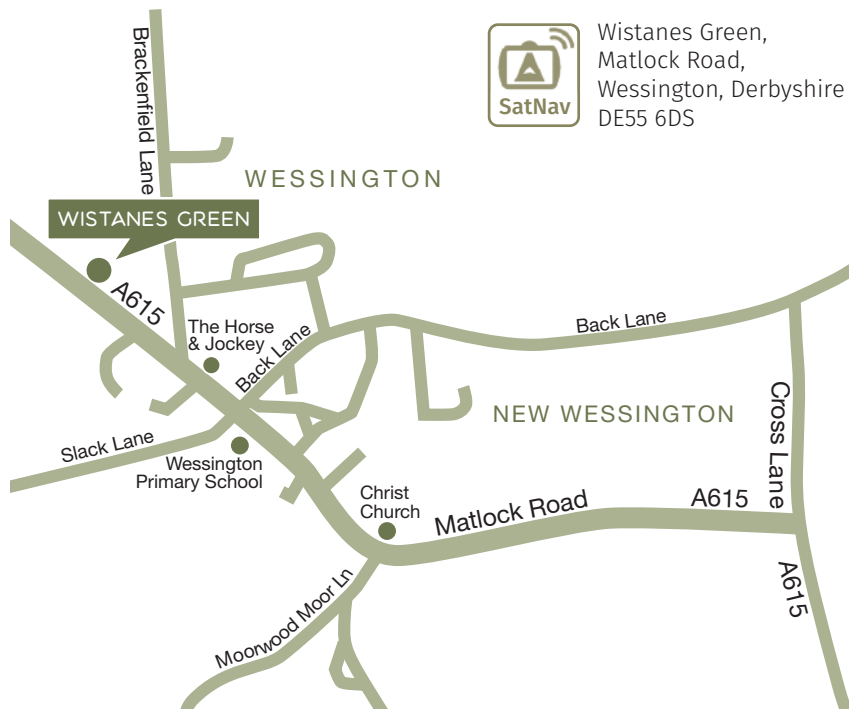 Wistanes Green,
Matlock Road,
Wessington, Derbyshire
DE55 6DS
SatNav
Brackenfield Lane
WESSINGTON
WISTANES GREEN
A615
The Horse
& Jockey
Back Lane
Back Lane
Cross Lane
NEW WESSINGTON
Slack Lane
Wessington
Primary School
Christ
Church
Matlock Road
A615
A615
Moorwood Moor Ln